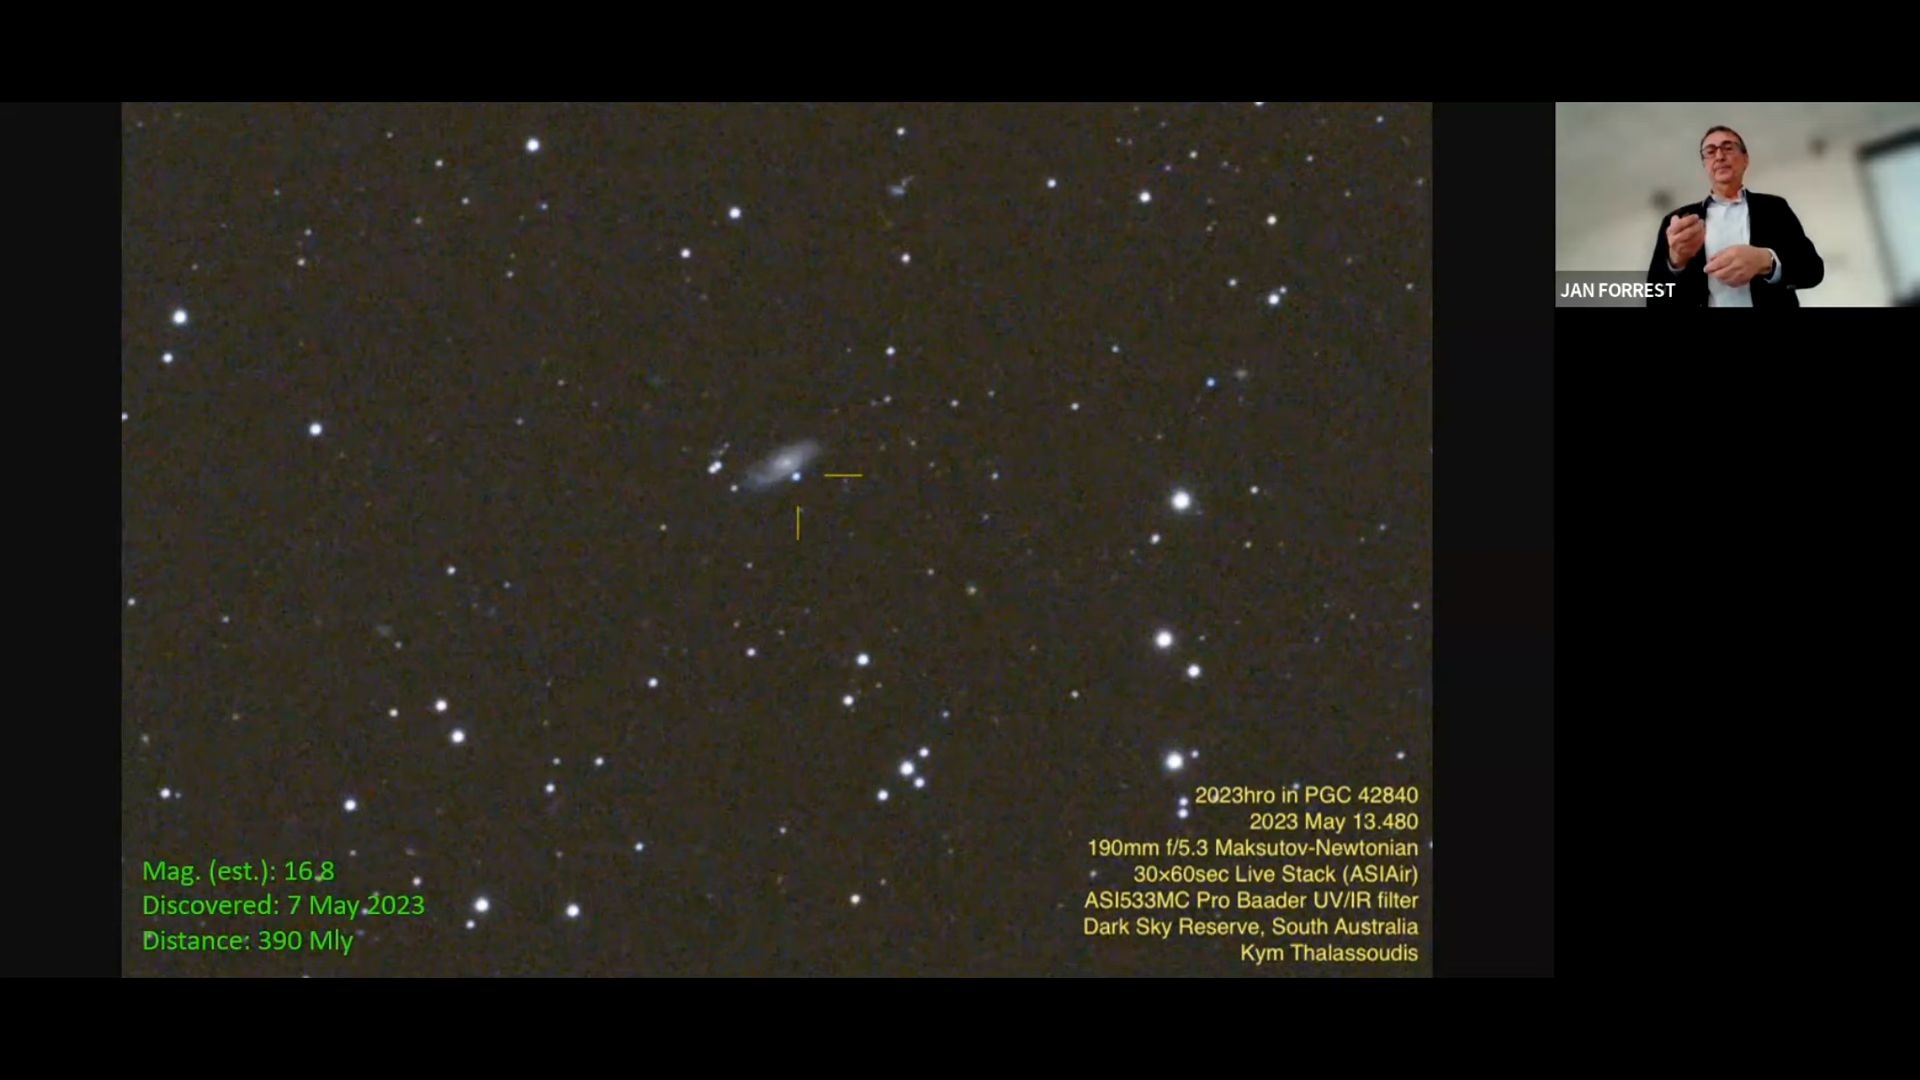 JAN FORREST
2023hro in PGC 42840
2023 May 13.480
190mm f/5.3 Maksutov-Newtonian
30×60sec Live Stack (ASIAir)
ASI533MC Pro Baader UV/IR filter
Dark Sky Reserve, South Australia
Kym Thalassoudis
Mag. (est.): 16.8
Discovered: 7 May 2023
Distance: 390 Mly